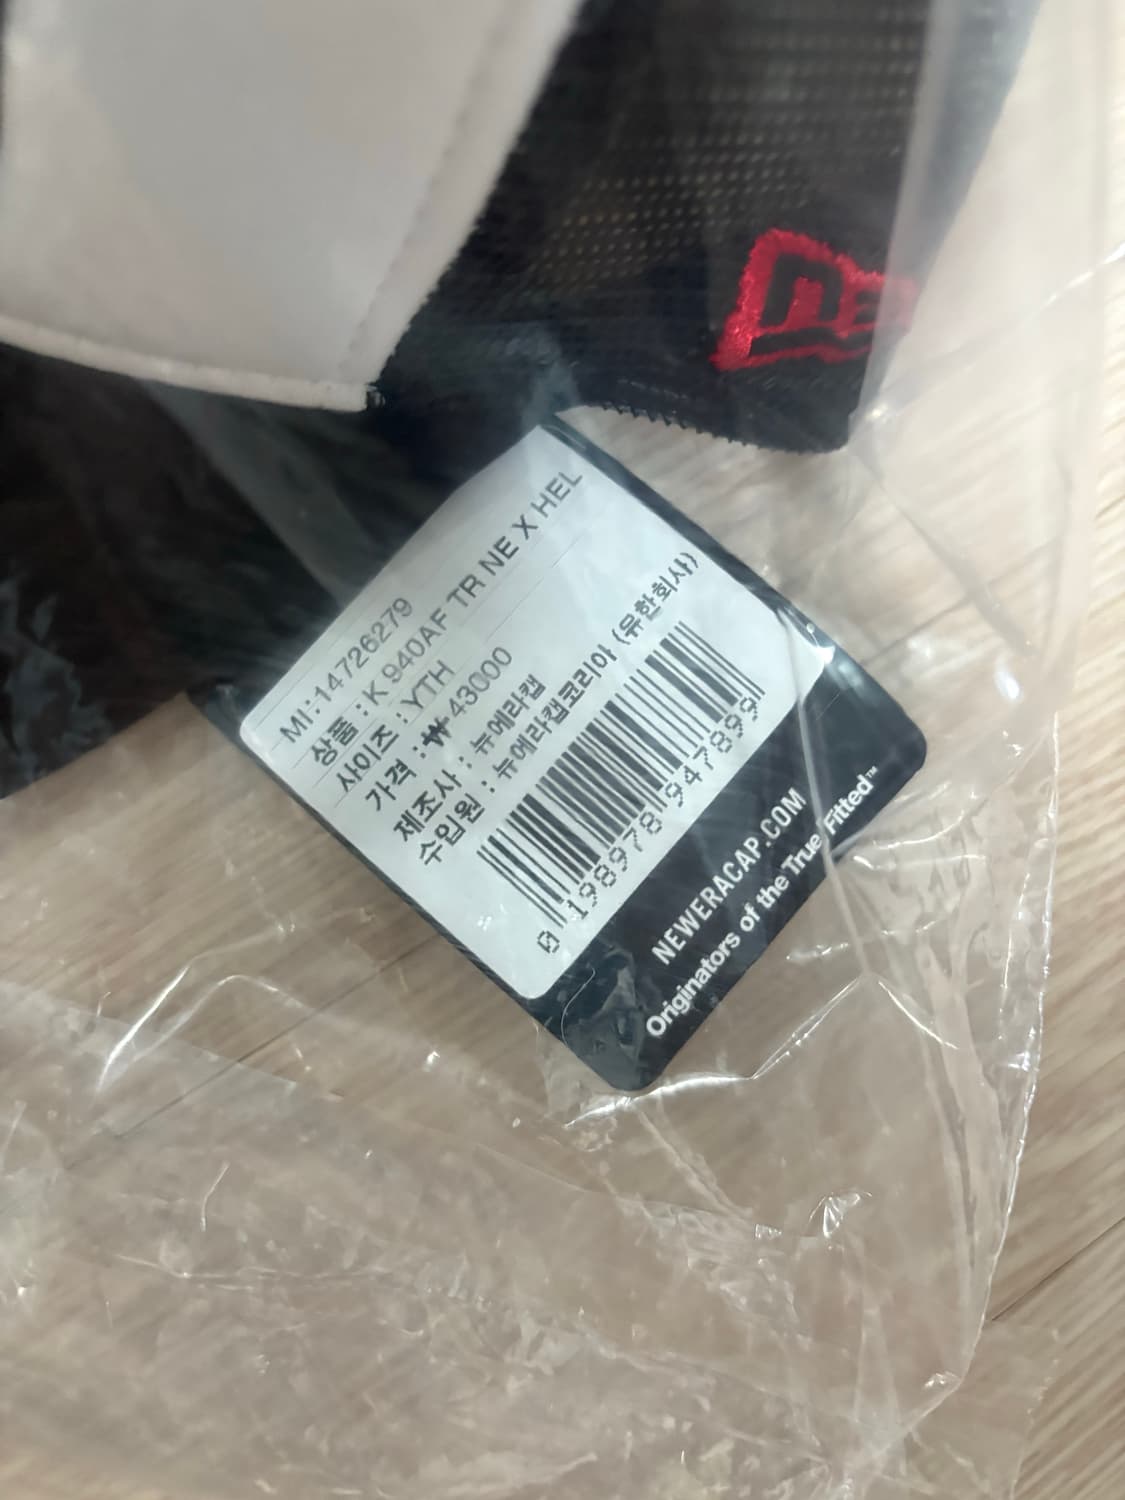 MI:14726279
상품 : K 940AF TR NE X HEL
사이즈 : YTH
가격 : ₩ 43000
제조사 : 뉴에라캡
수입원 : 뉴에라캡코리아 (유한회사)
0 198978 947899
NEWERACAP.COM
Originators of the True Fitted™